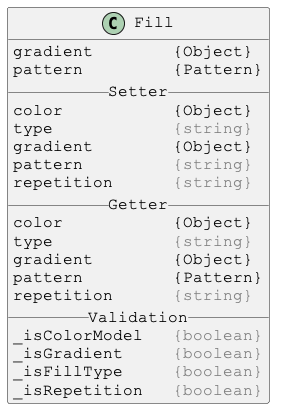 C Fill
gradient {Object}
pattern {Pattern}
Setter
color {Object}
type {string}
gradient {Object}
pattern {string}
repetition {string}
Getter
color {Object}
type {string}
gradient {Object}
pattern {Pattern}
repetition {string}
Validation
_isColorModel {boolean}
_isGradient {boolean}
_isFillType {boolean}
_isRepetition {boolean}